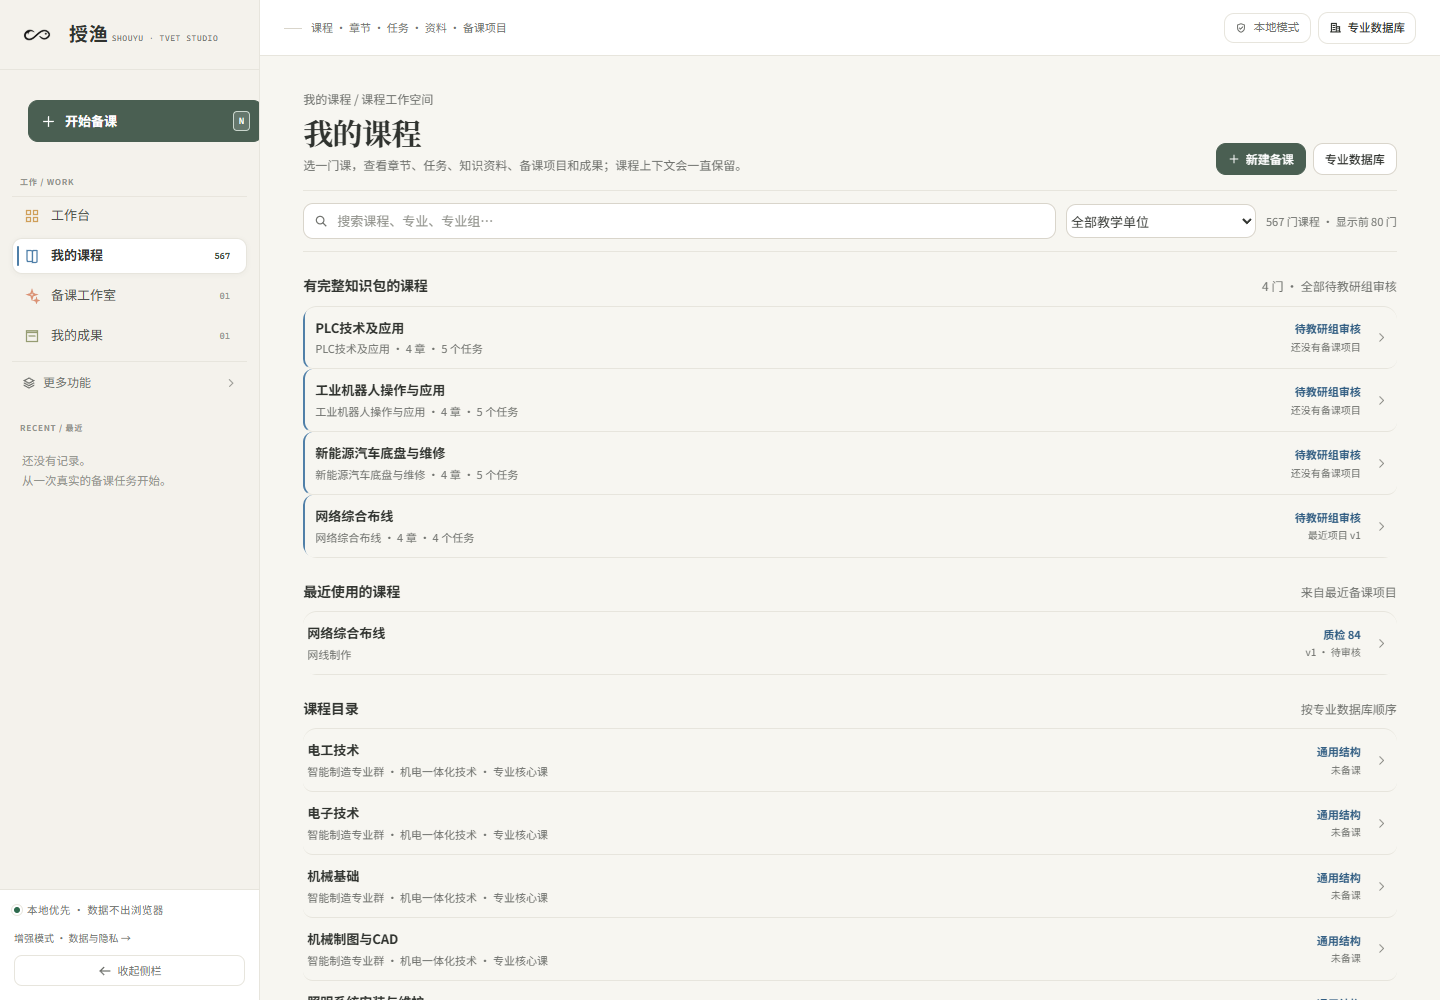 授渔 SHOUYU · TVET STUDIO
开始备课 N
工作 / WORK
工作台
我的课程 567
备课工作室 01
我的成果 01
更多功能
RECENT / 最近
还没有记录。
从一次真实的备课任务开始。
本地优先 · 数据不出浏览器
增强模式 · 数据与隐私 →
← 收起侧栏
课程 · 章节 · 任务 · 资料 · 备课项目
本地模式
专业数据库
我的课程 / 课程工作空间
我的课程
选一门课，查看章节、任务、知识资料、备课项目和成果；课程上下文会一直保留。
新建备课
专业数据库
搜索课程、专业、专业组…
全部教学单位
567 门课程 · 显示前 80 门
有完整知识包的课程
4 门 · 全部待教研组审核
PLC技术及应用
PLC技术及应用 · 4 章 · 5 个任务
待教研组审核
还没有备课项目
工业机器人操作与应用
工业机器人操作与应用 · 4 章 · 5 个任务
待教研组审核
还没有备课项目
新能源汽车底盘与维修
新能源汽车底盘与维修 · 4 章 · 5 个任务
待教研组审核
还没有备课项目
网络综合布线
网络综合布线 · 4 章 · 4 个任务
待教研组审核
最近项目 v1
最近使用的课程
来自最近备课项目
网络综合布线
网线制作
质检 84
v1 · 待审核
课程目录
按专业数据库顺序
电工技术
智能制造专业群 · 机电一体化技术 · 专业核心课
通用结构
未备课
电子技术
智能制造专业群 · 机电一体化技术 · 专业核心课
通用结构
未备课
机械基础
智能制造专业群 · 机电一体化技术 · 专业核心课
通用结构
未备课
机械制图与CAD
智能制造专业群 · 机电一体化技术 · 专业核心课
通用结构
未备课